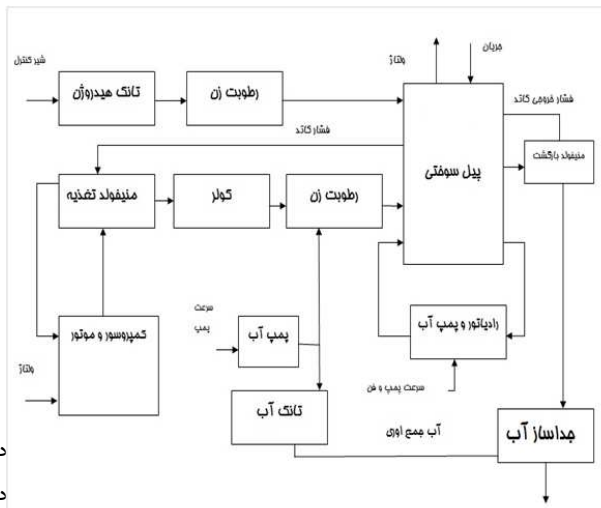 ولتاژ
جریان
شیر کنترل
تانک هیدروژن
رطوبت زن
فشار خروجی کاتد
فشار کاتد
پیل سوختی
منیفولد بازگشت
منیفولد تغذیه
کولر
رطوبت زن
سرعت
پمپ
پمپ آب
رادیاتور و پمپ آب
کمپروسور و موتور
ولتاژ
سرعت پمپ و فن
تانک آب
آب جمع اوری
جداساز آب